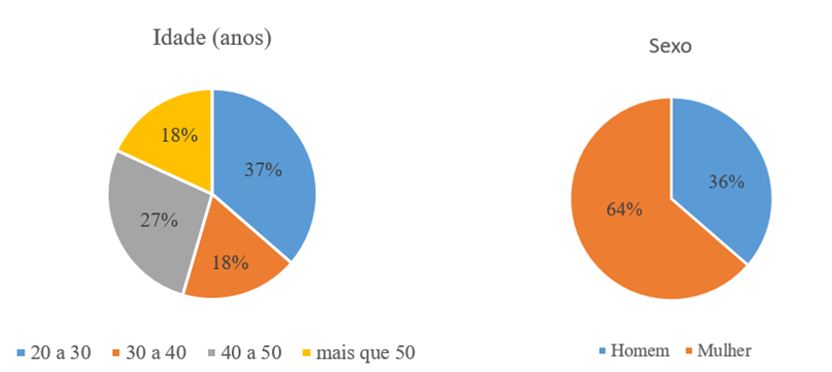 Idade (anos)
18%
37%
27%
18%
20 a 30 30 a 40 40 a 50 mais que 50
Sexo
36%
64%
Homem Mulher